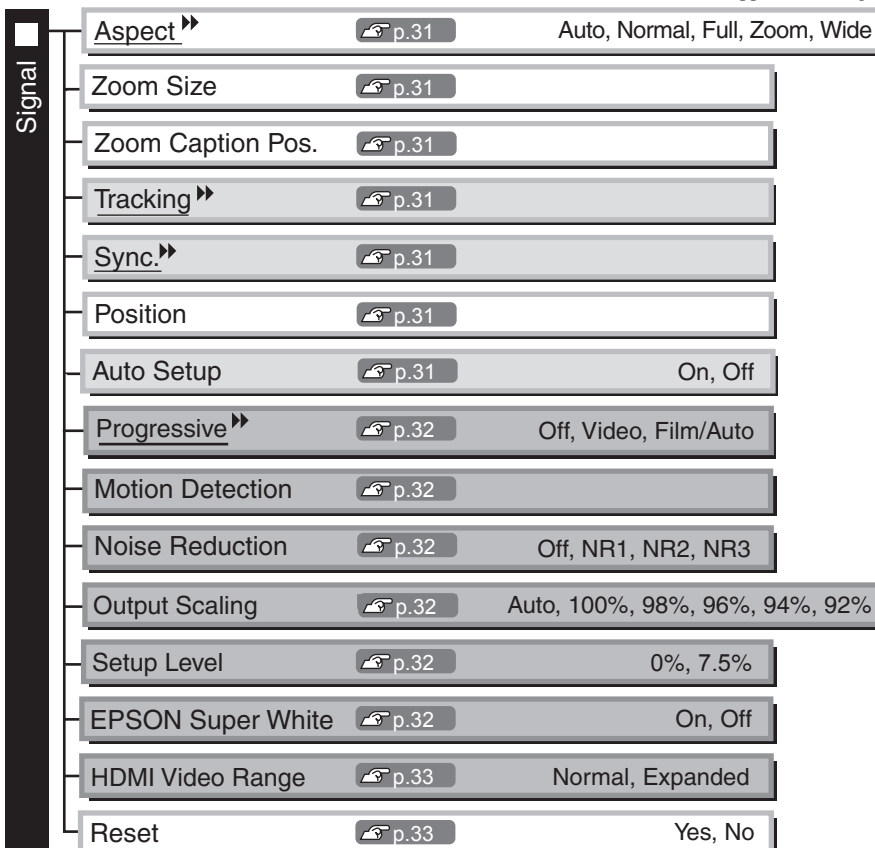 Signal
Aspect p.31 Auto, Normal, Full, Zoom, Wide
Zoom Size p.31
Zoom Caption Pos. p.31
Tracking p.31
Sync. p.31
Position p.31
Auto Setup p.31 On, Off
Progressive p.32 Off, Video, Film/Auto
Motion Detection p.32
Noise Reduction p.32 Off, NR1, NR2, NR3
Output Scaling p.32 Auto, 100%, 98%, 96%, 94%, 92%
Setup Level p.32 0%, 7.5%
EPSON Super White p.32 On, Off
HDMI Video Range p.33 Normal, Expanded
Reset p.33 Yes, No